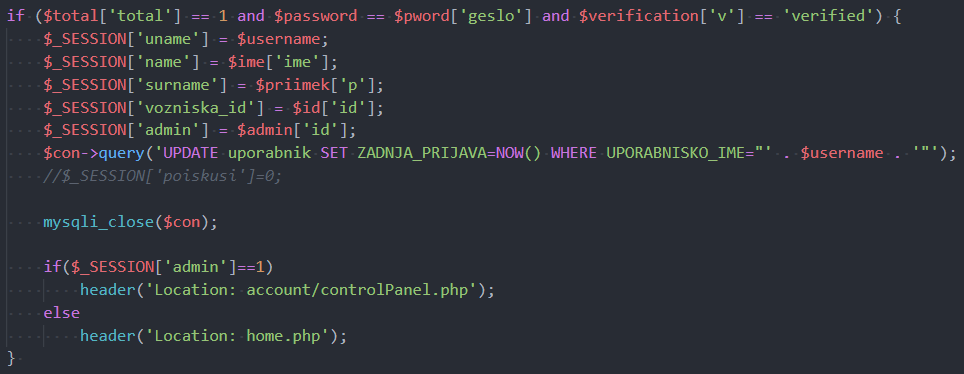 if ($total['total'] == 1 and $password == $pword['geslo'] and $verification['v'] == 'verified') {
$_SESSION['uname'] = $username;
$_SESSION['name'] = $ime['ime'];
$_SESSION['surname'] = $priimek['p'];
$_SESSION['vozniska_id'] = $id['id'];
$_SESSION['admin'] = $admin['id'];
$con->query('UPDATE uporabnik SET ZADNJA_PRIJAVA=NOW() WHERE UPORABNISKO_IME="' . $username . '"');
//$_SESSION['poiskusi']=0;
mysqli_close($con);
if($_SESSION['admin']==1)
header('Location: account/controlPanel.php');
else
header('Location: home.php');
}